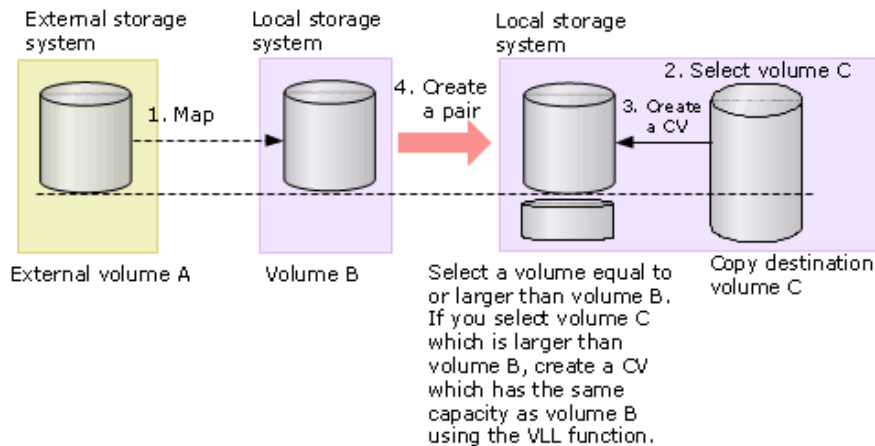 External storage
system
Local storage
system
Local storage
system
1. Map
4. Create
a pair
2. Select volume C
3. Create
a CV
External volume A
Volume B
Select a volume equal to
or larger than volume B.
If you select volume C
which is larger than
volume B, create a CV
which has the same
capacity as volume B
using the VLL function.
Copy destination
volume C